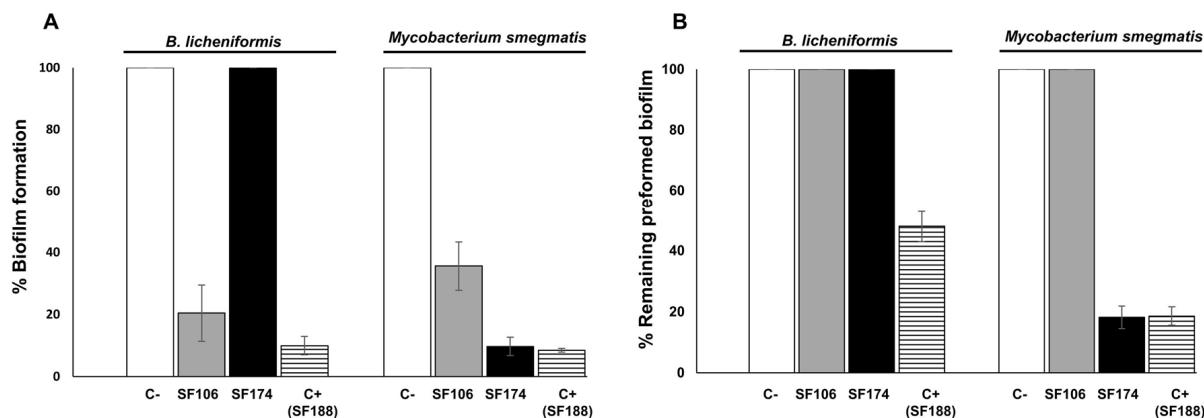 A
B. licheniformis
Mycobacterium smegmatis
% Biofilm formation
100
80
60
40
20
0
C-
SF106
SF174
C+
(SF188)
C-
SF106
SF174
C+
(SF188)
B
B. licheniformis
Mycobacterium smegmatis
% Remaining preformed biofilm
100
80
60
40
20
0
C-
SF106
SF174
C+
(SF188)
C-
SF106
SF174
C+
(SF188)